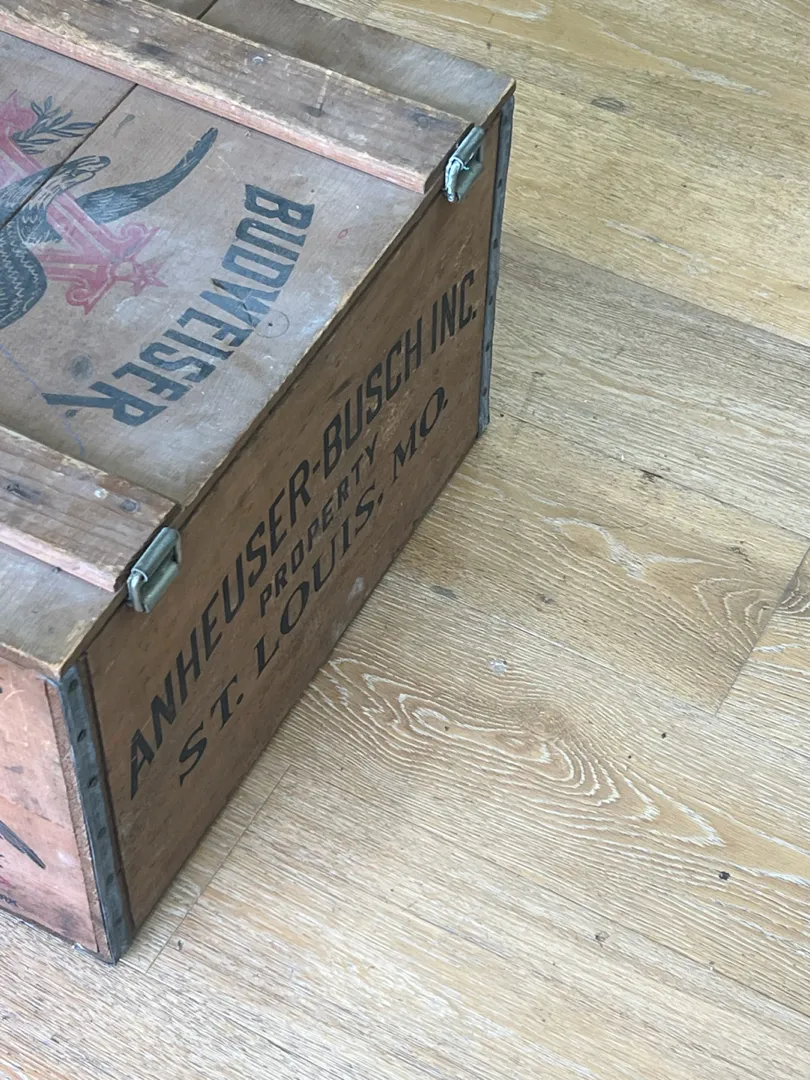 BUDWEISER
ANHEUSER-BUSCH INC.
PROPERTY
ST. LOUIS, MO.